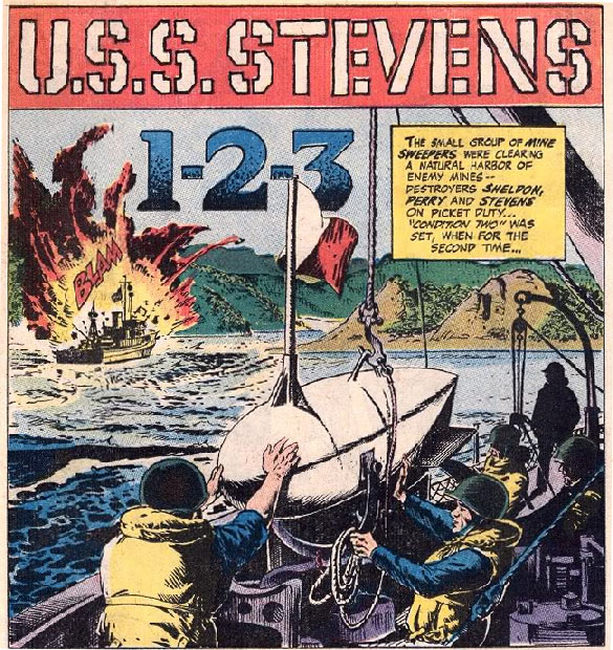 U.S.S. STEVENS
1-2-3
THE SMALL GROUP OF MINE
SWEEPERS WERE CLEARING
A NATURAL HARBOR OF
ENEMY MINES--
DESTROYERS SHELDON,
PERRY AND STEVENS
ON PICKET DUTY...
"CONDITION TWO" WAS
SET, WHEN FOR THE
SECOND TIME...
BLAM